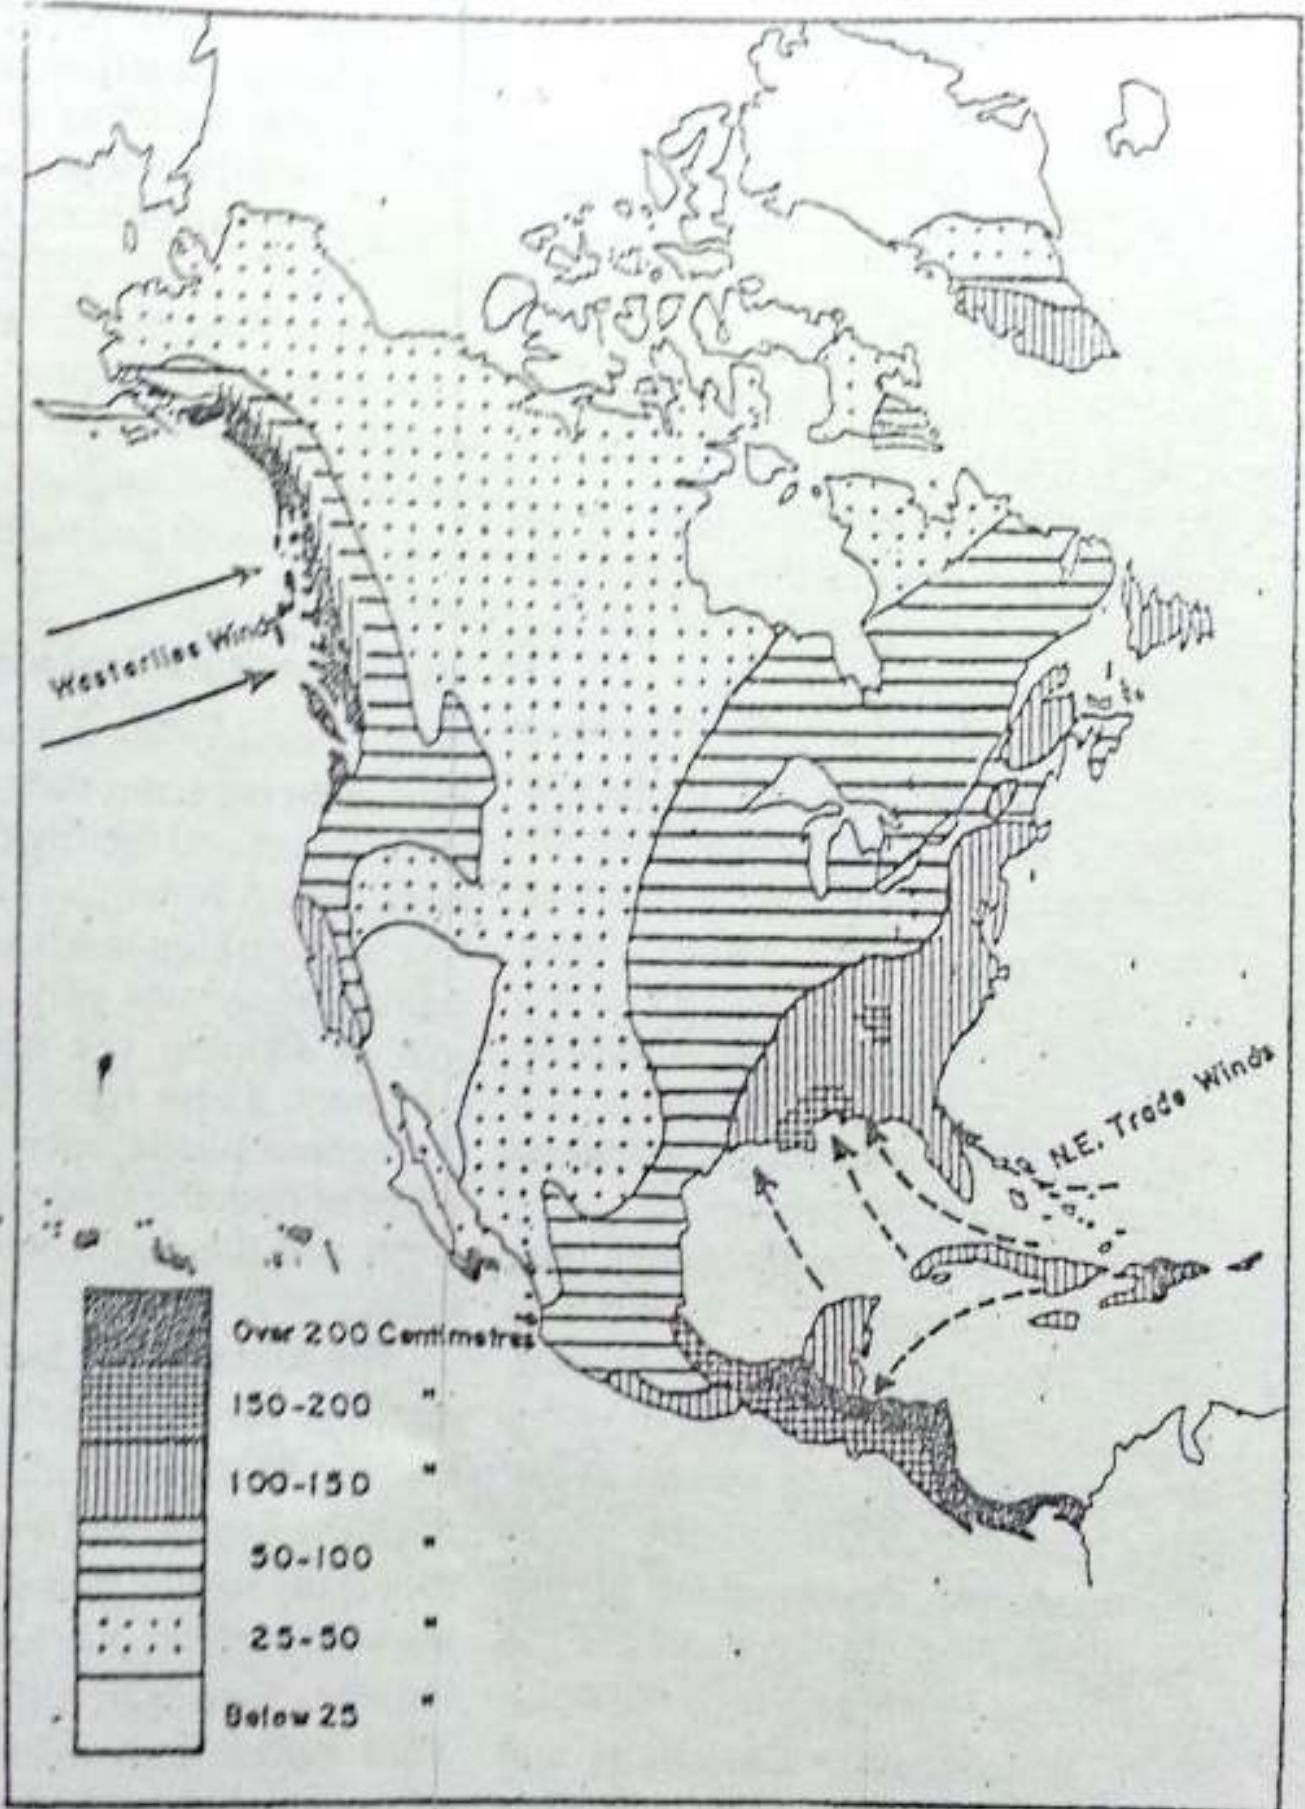 Westerlies Winds
N.E. Trade Winds
Over 200 Centimetres
150-200 "
100-150 "
50-100 "
25-50 "
Below 25 "